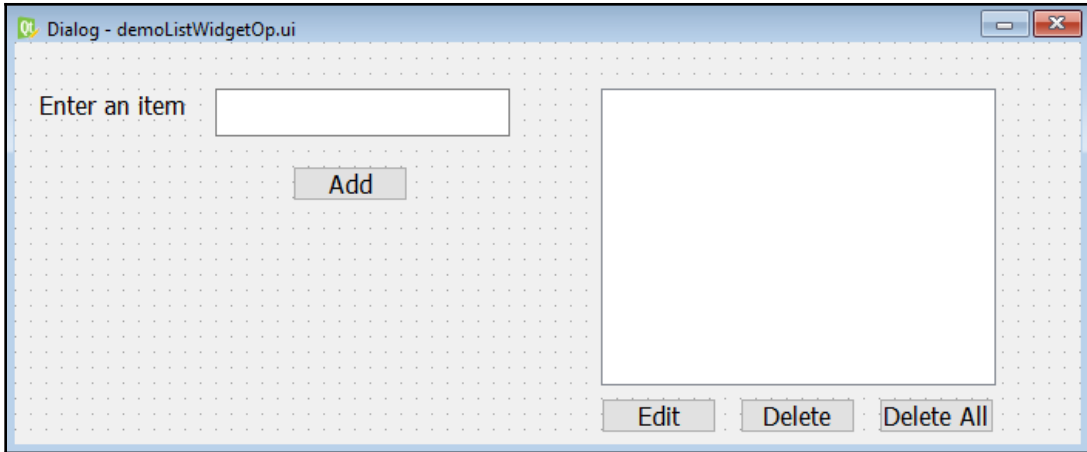 Dialog - demoListWidgetOp.ui
Enter an item
Add
Edit Delete Delete All